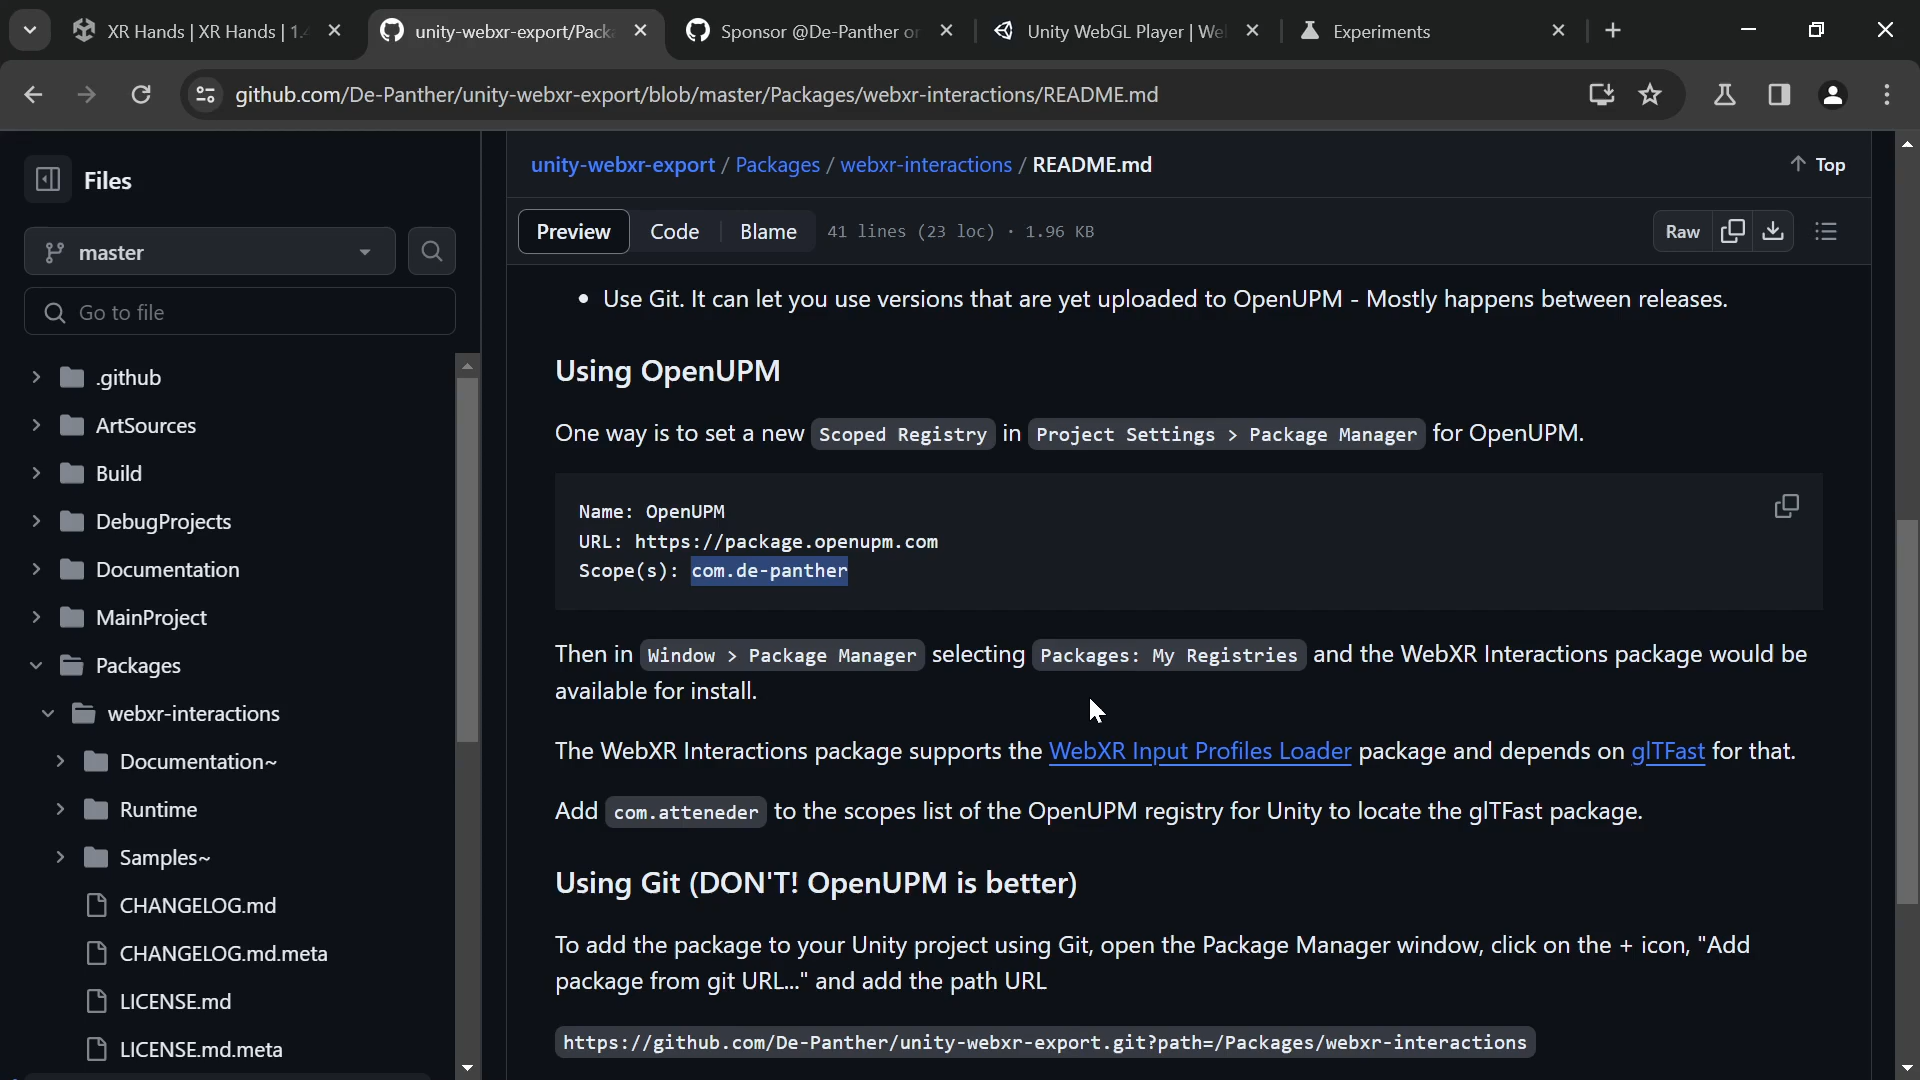 XR Hands | XR Hands | 1.
unity-webxr-export/Pack
Sponsor @De-Panther or
Unity WebGL Player | We
Experiments
github.com/De-Panther/unity-webxr-export/blob/master/Packages/webxr-interactions/README.md
Files
master
Go to file
.github
ArtSources
Build
DebugProjects
Documentation
MainProject
Packages
webxr-interactions
Documentation~
Runtime
Samples~
CHANGELOG.md
CHANGELOG.md.meta
LICENSE.md
LICENSE.md.meta
unity-webxr-export / Packages / webxr-interactions / README.md
Top
Preview Code Blame 41 lines (23 loc) · 1.96 KB
Raw
• Use Git. It can let you use versions that are yet uploaded to OpenUPM - Mostly happens between releases.
Using OpenUPM
One way is to set a new Scoped Registry in Project Settings > Package Manager for OpenUPM.
Name: OpenUPM
URL: https://package.openupm.com
Scope(s): com.de-panther
Then in Window > Package Manager selecting Packages: My Registries and the WebXR Interactions package would be
available for install.
The WebXR Interactions package supports the WebXR Input Profiles Loader package and depends on glTFast for that.
Add com.atteneder to the scopes list of the OpenUPM registry for Unity to locate the glTFast package.
Using Git (DON'T! OpenUPM is better)
To add the package to your Unity project using Git, open the Package Manager window, click on the + icon, "Add
package from git URL..." and add the path URL
https://github.com/De-Panther/unity-webxr-export.git?path=/Packages/webxr-interactions